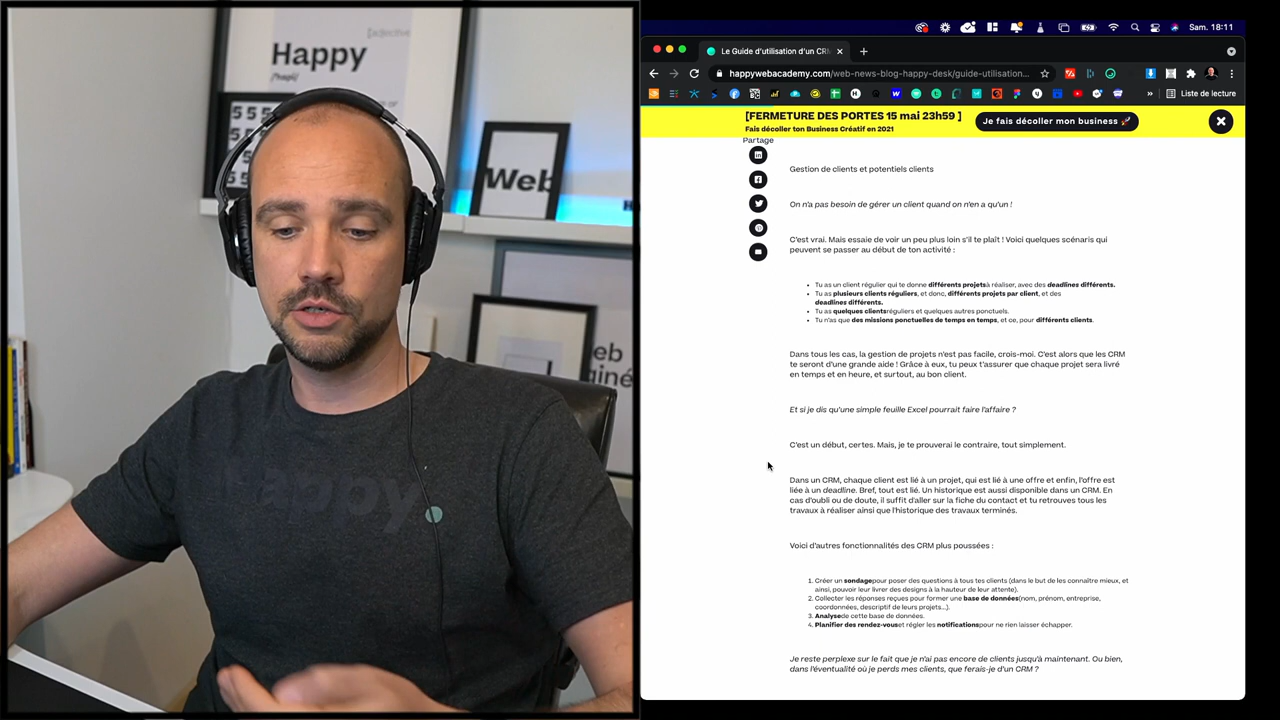 [adjective]
Happy
/'hapi/
5 5 5
Web
eb
giné
Sam. 18:11
Le Guide d'utilisation d'un CR
happywebacademy.com/web-news-blog-happy-desk/guide-utilisation...
Liste de lecture
[FERMETURE DES PORTES 15 mai 23h59 ]
Fais décoller ton Business Créatif en 2021
Je fais décoller mon business 🚀
Partage
Gestion de clients et potentiels clients
On n'a pas besoin de gérer un client quand on n'en a qu'un !
C'est vrai. Mais essaie de voir un peu plus loin s'il te plaît ! Voici quelques scénaris qui
peuvent se passer au début de ton activité :
• Tu as un client régulier qui te donne différents projetsà réaliser, avec des deadlines différents.
• Tu as plusieurs clients réguliers, et donc, différents projets par client, et des
deadlines différents.
• Tu as quelques clientsréguliers et quelques autres ponctuels.
• Tu n'as que des missions ponctuelles de temps en temps, et ce, pour différents clients.
Dans tous les cas, la gestion de projets n'est pas facile, crois-moi. C'est alors que les CRM
te seront d'une grande aide ! Grâce à eux, tu peux t'assurer que chaque projet sera livré
en temps et en heure, et surtout, au bon client.
Et si je dis qu'une simple feuille Excel pourrait faire l'affaire ?
C'est un début, certes. Mais, je te prouverai le contraire, tout simplement.
Dans un CRM, chaque client est lié à un projet, qui est lié à une offre et enfin, l'offre est
liée à un deadline. Bref, tout est lié. Un historique est aussi disponible dans un CRM. En
cas d'oubli ou de doute, il suffit d'aller sur la fiche du contact et tu retrouves tous les
travaux à réaliser ainsi que l'historique des travaux terminés.
Voici d'autres fonctionnalités des CRM plus poussées :
1. Créer un sondagepour poser des questions à tous tes clients (dans le but de les connaître mieux, et
ainsi, pouvoir leur livrer des designs à la hauteur de leur attente).
2. Collecter les réponses reçues pour former une base de données(nom, prénom, entreprise,
coordonnées, descriptif de leurs projets...).
3. Analysede cette base de données.
4. Planifier des rendez-vouset régler les notificationspour ne rien laisser échapper.
Je reste perplexe sur le fait que je n'ai pas encore de clients jusqu'à maintenant. Ou bien,
dans l'éventualité où je perds mes clients, que ferais-je d'un CRM ?